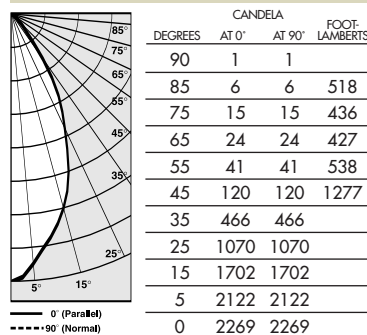 85°
75°
65°
55°
45°
35°
25°
5° 15°
0° (Parallel)
90° (Normal)
CANDELA
DEGREES AT 0° AT 90° FOOT-LAMBERTS
90 1 1
85 6 6 518
75 15 15 436
65 24 24 427
55 41 41 538
45 120 120 1277
35 466 466
25 1070 1070
15 1702 1702
5 2122 2122
0 2269 2269